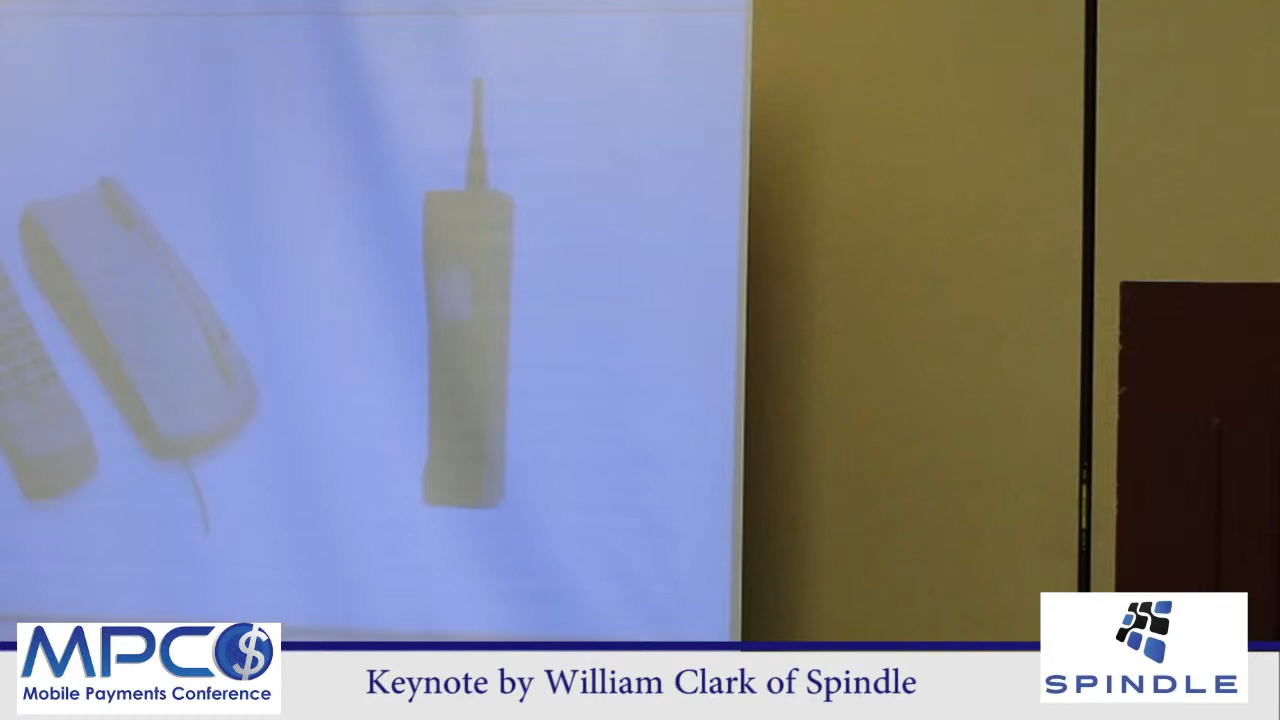 MPC$
Mobile Payments Conference
Keynote by William Clark of Spindle
SPINDLE